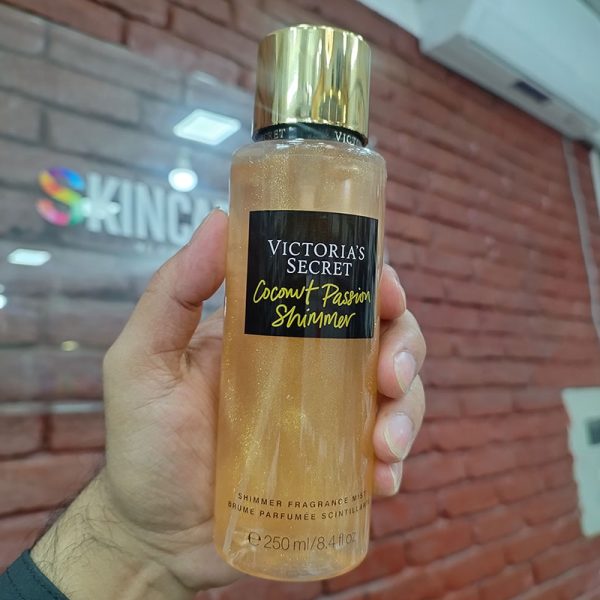 VICTORIA'S
SECRET
Coconut Passion
Shimmer
SHIMMER FRAGRANCE MIST
BRUME PARFUMÉE SCINTILLANTE
℮ 250 ml/8.4 fl oz